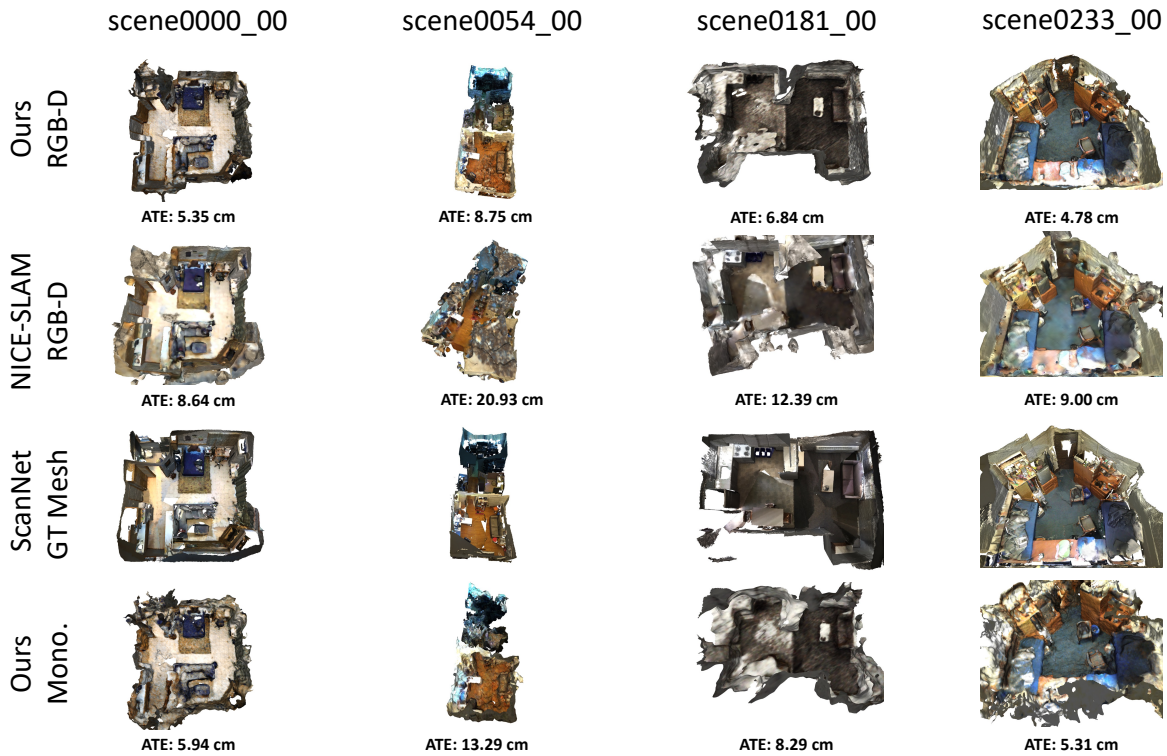 scene0000_00 scene0054_00 scene0181_00 scene0233_00
Ours
RGB-D
ATE: 5.35 cm ATE: 8.75 cm ATE: 6.84 cm ATE: 4.78 cm
NICE-SLAM
RGB-D
ATE: 8.64 cm ATE: 20.93 cm ATE: 12.39 cm ATE: 9.00 cm
ScanNet
GT Mesh
Ours
Mono.
ATE: 5.94 cm ATE: 13.29 cm ATE: 8.29 cm ATE: 5.31 cm